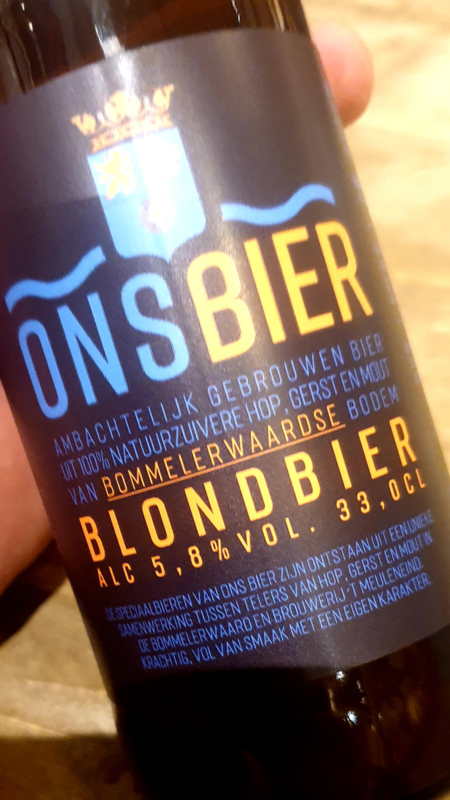 ONSBIER
AMBACHTELIJK GEBROUWEN BIER
UIT 100% NATUURZUIVERE HOP, GERST EN MOUT
VAN BOMMELERWAARDSE BODEM
BLONDBIER
ALC 5,8% VOL. 33,0CL
DE SPECIAALBIEREN VAN ONS BIER ZIJN ONTSTAAN UIT EEN UNIEKE
SAMENWERKING TUSSEN TELERS VAN HOP, GERST EN MOUT IN
DE BOMMELERWAARD EN BROUWERIJ-'T MEULENEIND.
KRACHTIG, VOL VAN SMAAK MET EEN EIGEN KARAKTER.